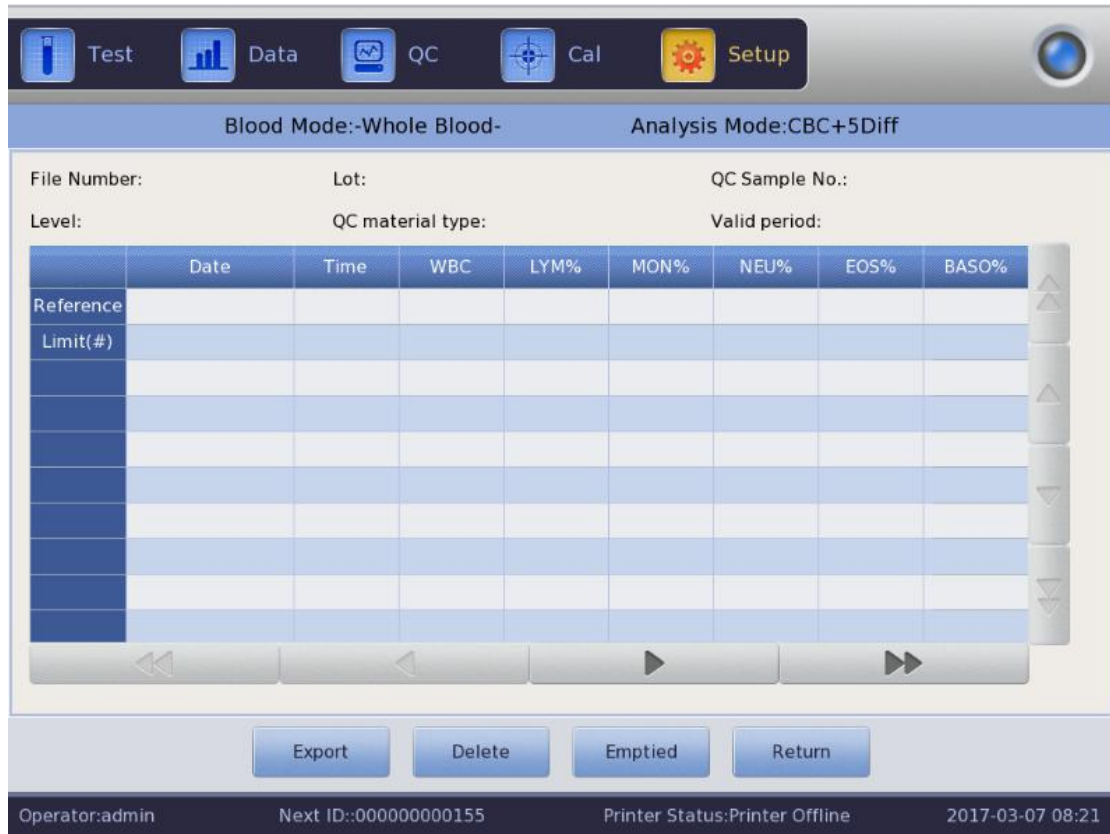 Test Data QC Cal Setup
Blood Mode:-Whole Blood- Analysis Mode:CBC+5Diff
File Number: Lot: QC Sample No.:
Level: QC material type: Valid period:
Date Time WBC LYM% MON% NEU% EOS% BASO%
Reference
Limit(#)
Export Delete Emptied Return
Operator:admin Next ID::000000000155 Printer Status:Printer Offline 2017-03-07 08:21